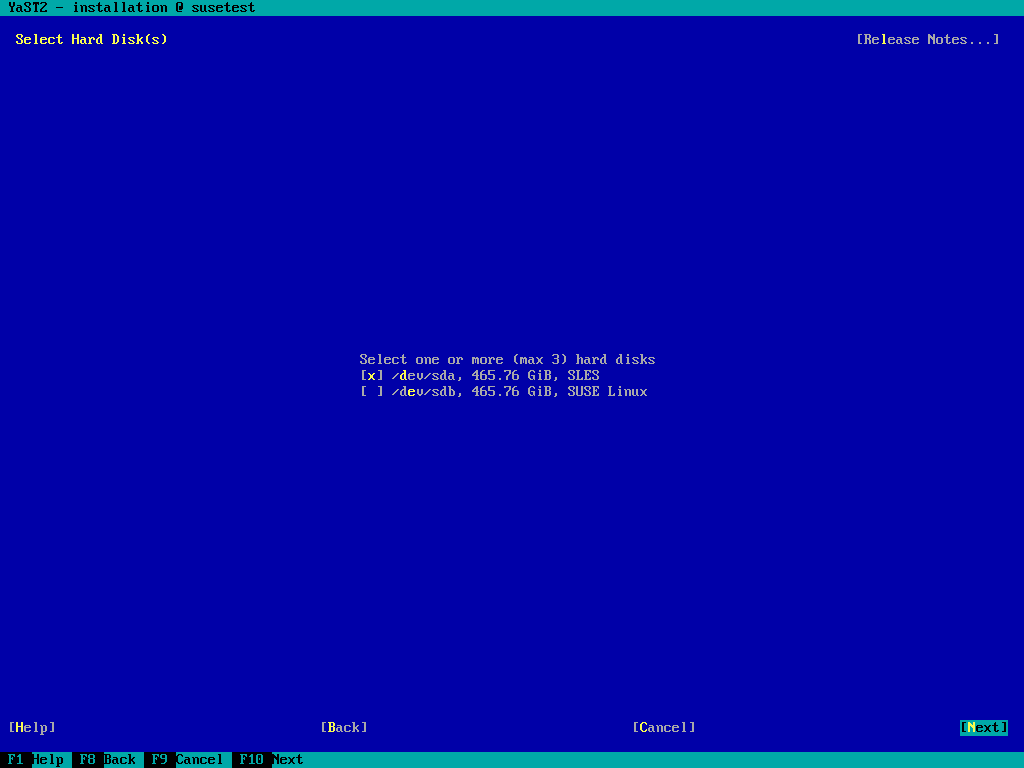 YaST2 - installation @ susetest
Select Hard Disk(s) [Release Notes...]
Select one or more (max 3) hard disks
[x] /dev/sda, 465.76 GiB, SLES
[ ] /dev/sdb, 465.76 GiB, SUSE Linux
[Help] [Back] [Cancel] [Next]
F1 Help F8 Back F9 Cancel F10 Next